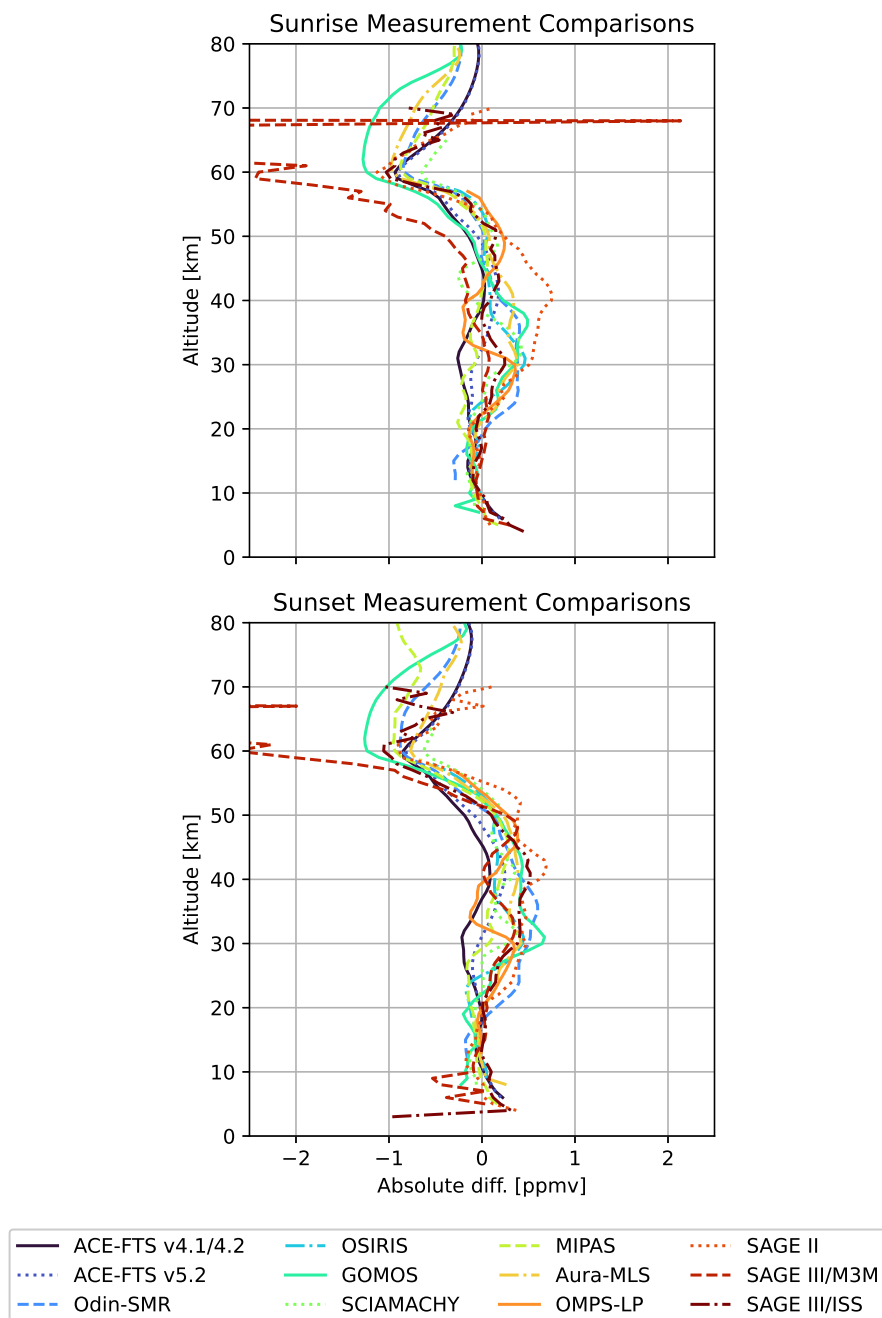 Sunrise Measurement Comparisons
80
70
60
50
40
30
20
10
0
Altitude [km]
Sunset Measurement Comparisons
80
70
60
50
40
30
20
10
0
Altitude [km]
−2 −1 0 1 2
Absolute diff. [ppmv]
ACE-FTS v4.1/4.2 OSIRIS MIPAS SAGE II
ACE-FTS v5.2 GOMOS Aura-MLS SAGE III/M3M
Odin-SMR SCIAMACHY OMPS-LP SAGE III/ISS